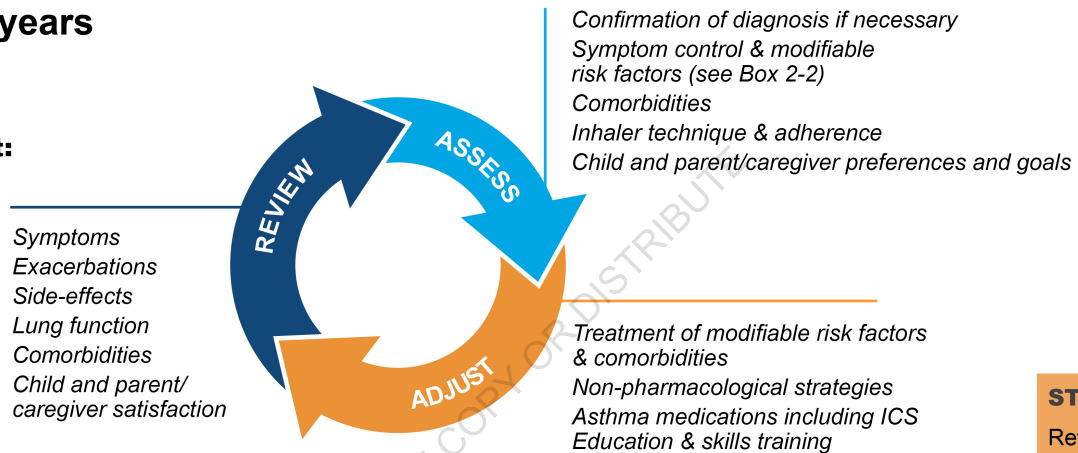 years
t:
Confirmation of diagnosis if necessary
Symptom control & modifiable
risk factors (see Box 2-2)
Comorbidities
Inhaler technique & adherence
Child and parent/caregiver preferences and goals
REVIEW
ASSESS
ADJUST
Symptoms
Exacerbations
Side-effects
Lung function
Comorbidities
Child and parent/
caregiver satisfaction
Treatment of modifiable risk factors
& comorbidities
Non-pharmacological strategies
Asthma medications including ICS
Education & skills training
COPY OR DISTRIBUTE
ST
Re